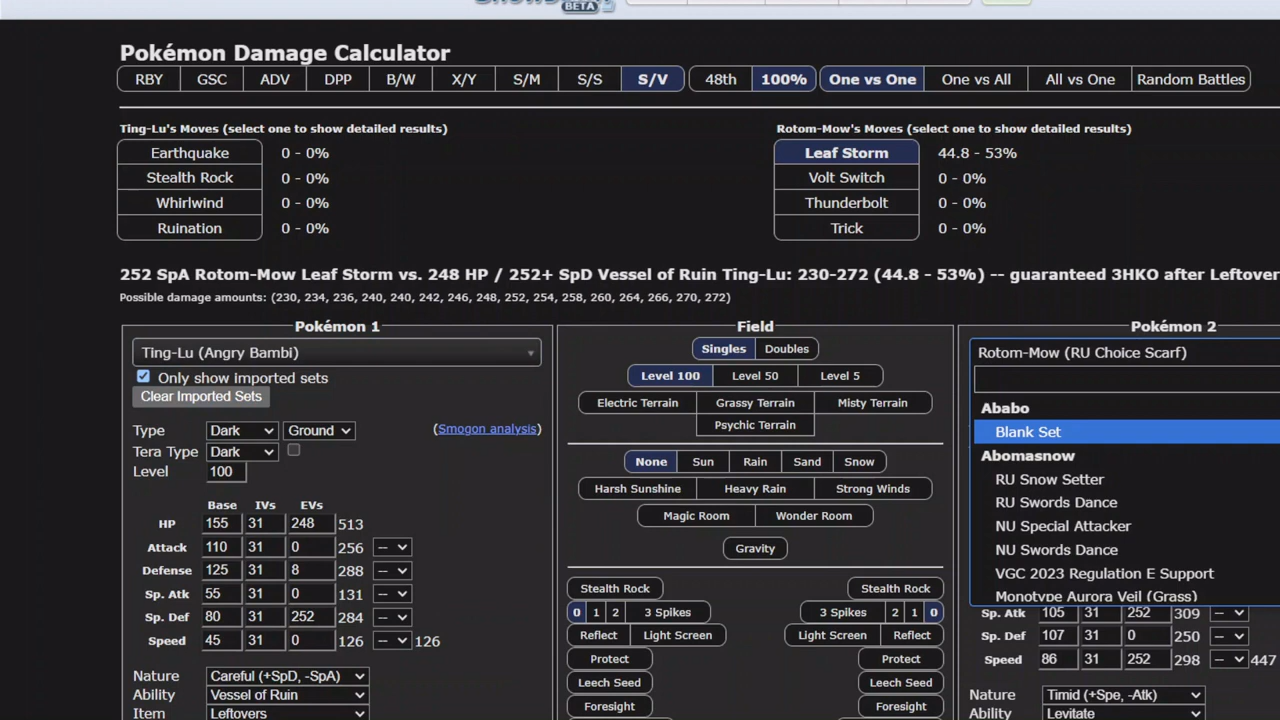 BETA
Pokémon Damage Calculator
RBY GSC ADV DPP B/W X/Y S/M S/S S/V 48th 100% One vs One One vs All All vs One Random Battles
Ting-Lu's Moves (select one to show detailed results)
Rotom-Mow's Moves (select one to show detailed results)
Earthquake 0 - 0%
Leaf Storm 44.8 - 53%
Stealth Rock 0 - 0%
Volt Switch 0 - 0%
Whirlwind 0 - 0%
Thunderbolt 0 - 0%
Ruination 0 - 0%
Trick 0 - 0%
252 SpA Rotom-Mow Leaf Storm vs. 248 HP / 252+ SpD Vessel of Ruin Ting-Lu: 230-272 (44.8 - 53%) -- guaranteed 3HKO after Leftover
Possible damage amounts: (230, 234, 236, 240, 240, 242, 246, 248, 252, 254, 258, 260, 264, 266, 270, 272)
Pokémon 1
Ting-Lu (Angry Bambi)
Only show imported sets
Clear Imported Sets
Type Dark Ground (Smogon analysis)
Tera Type Dark
Level 100
Base IVs EVs
HP 155 31 248 513
Attack 110 31 0 256 --
Defense 125 31 8 288 --
Sp. Atk 55 31 0 131 --
Sp. Def 80 31 252 284 --
Speed 45 31 0 126 -- 126
Nature Careful (+SpD, -SpA)
Ability Vessel of Ruin
Item Leftovers
Field
Singles Doubles
Level 100 Level 50 Level 5
Electric Terrain Grassy Terrain Misty Terrain
Psychic Terrain
None Sun Rain Sand Snow
Harsh Sunshine Heavy Rain Strong Winds
Magic Room Wonder Room
Gravity
Stealth Rock Stealth Rock
0 1 2 3 Spikes 3 Spikes 2 1 0
Reflect Light Screen Light Screen Reflect
Protect Protect
Leech Seed Leech Seed
Foresight Foresight
Pokémon 2
Rotom-Mow (RU Choice Scarf)
Ababo
Blank Set
Abomasnow
RU Snow Setter
RU Swords Dance
NU Special Attacker
NU Swords Dance
VGC 2023 Regulation E Support
Monotype Aurora Veil (Grass)
Sp. Atk 105 31 252 309 --
Sp. Def 107 31 0 250 --
Speed 86 31 252 298 -- 447
Nature Timid (+Spe, -Atk)
Ability Levitate